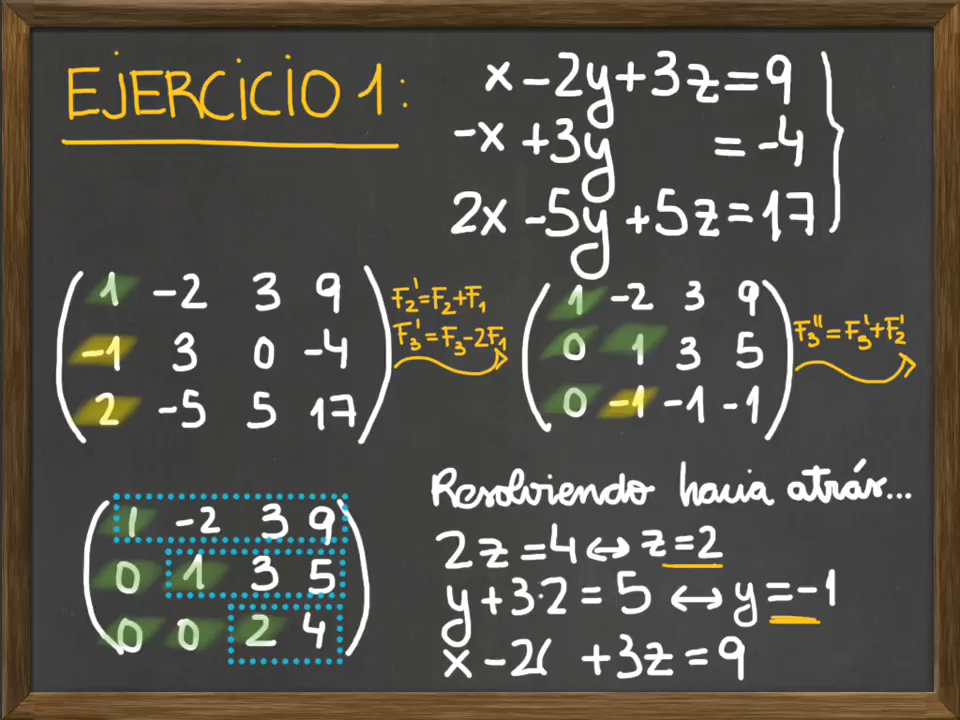 EJERCICIO 1:
x-2y+3z=9
-x+3y =-4
2x-5y+5z=17
1 -2 3 9
-1 3 0 -4
2 -5 5 17
F₂'=F₂+F₁
F₃'=F₃-2F₁
1 -2 3 9
0 1 3 5
0 -1 -1 -1
F₃''=F₃'+F₂'
1 -2 3 9
0 1 3 5
0 0 2 4
Resolviendo hacia atrás...
2z=4↔z=2
y+3·2=5↔y=-1
x-2( +3z=9